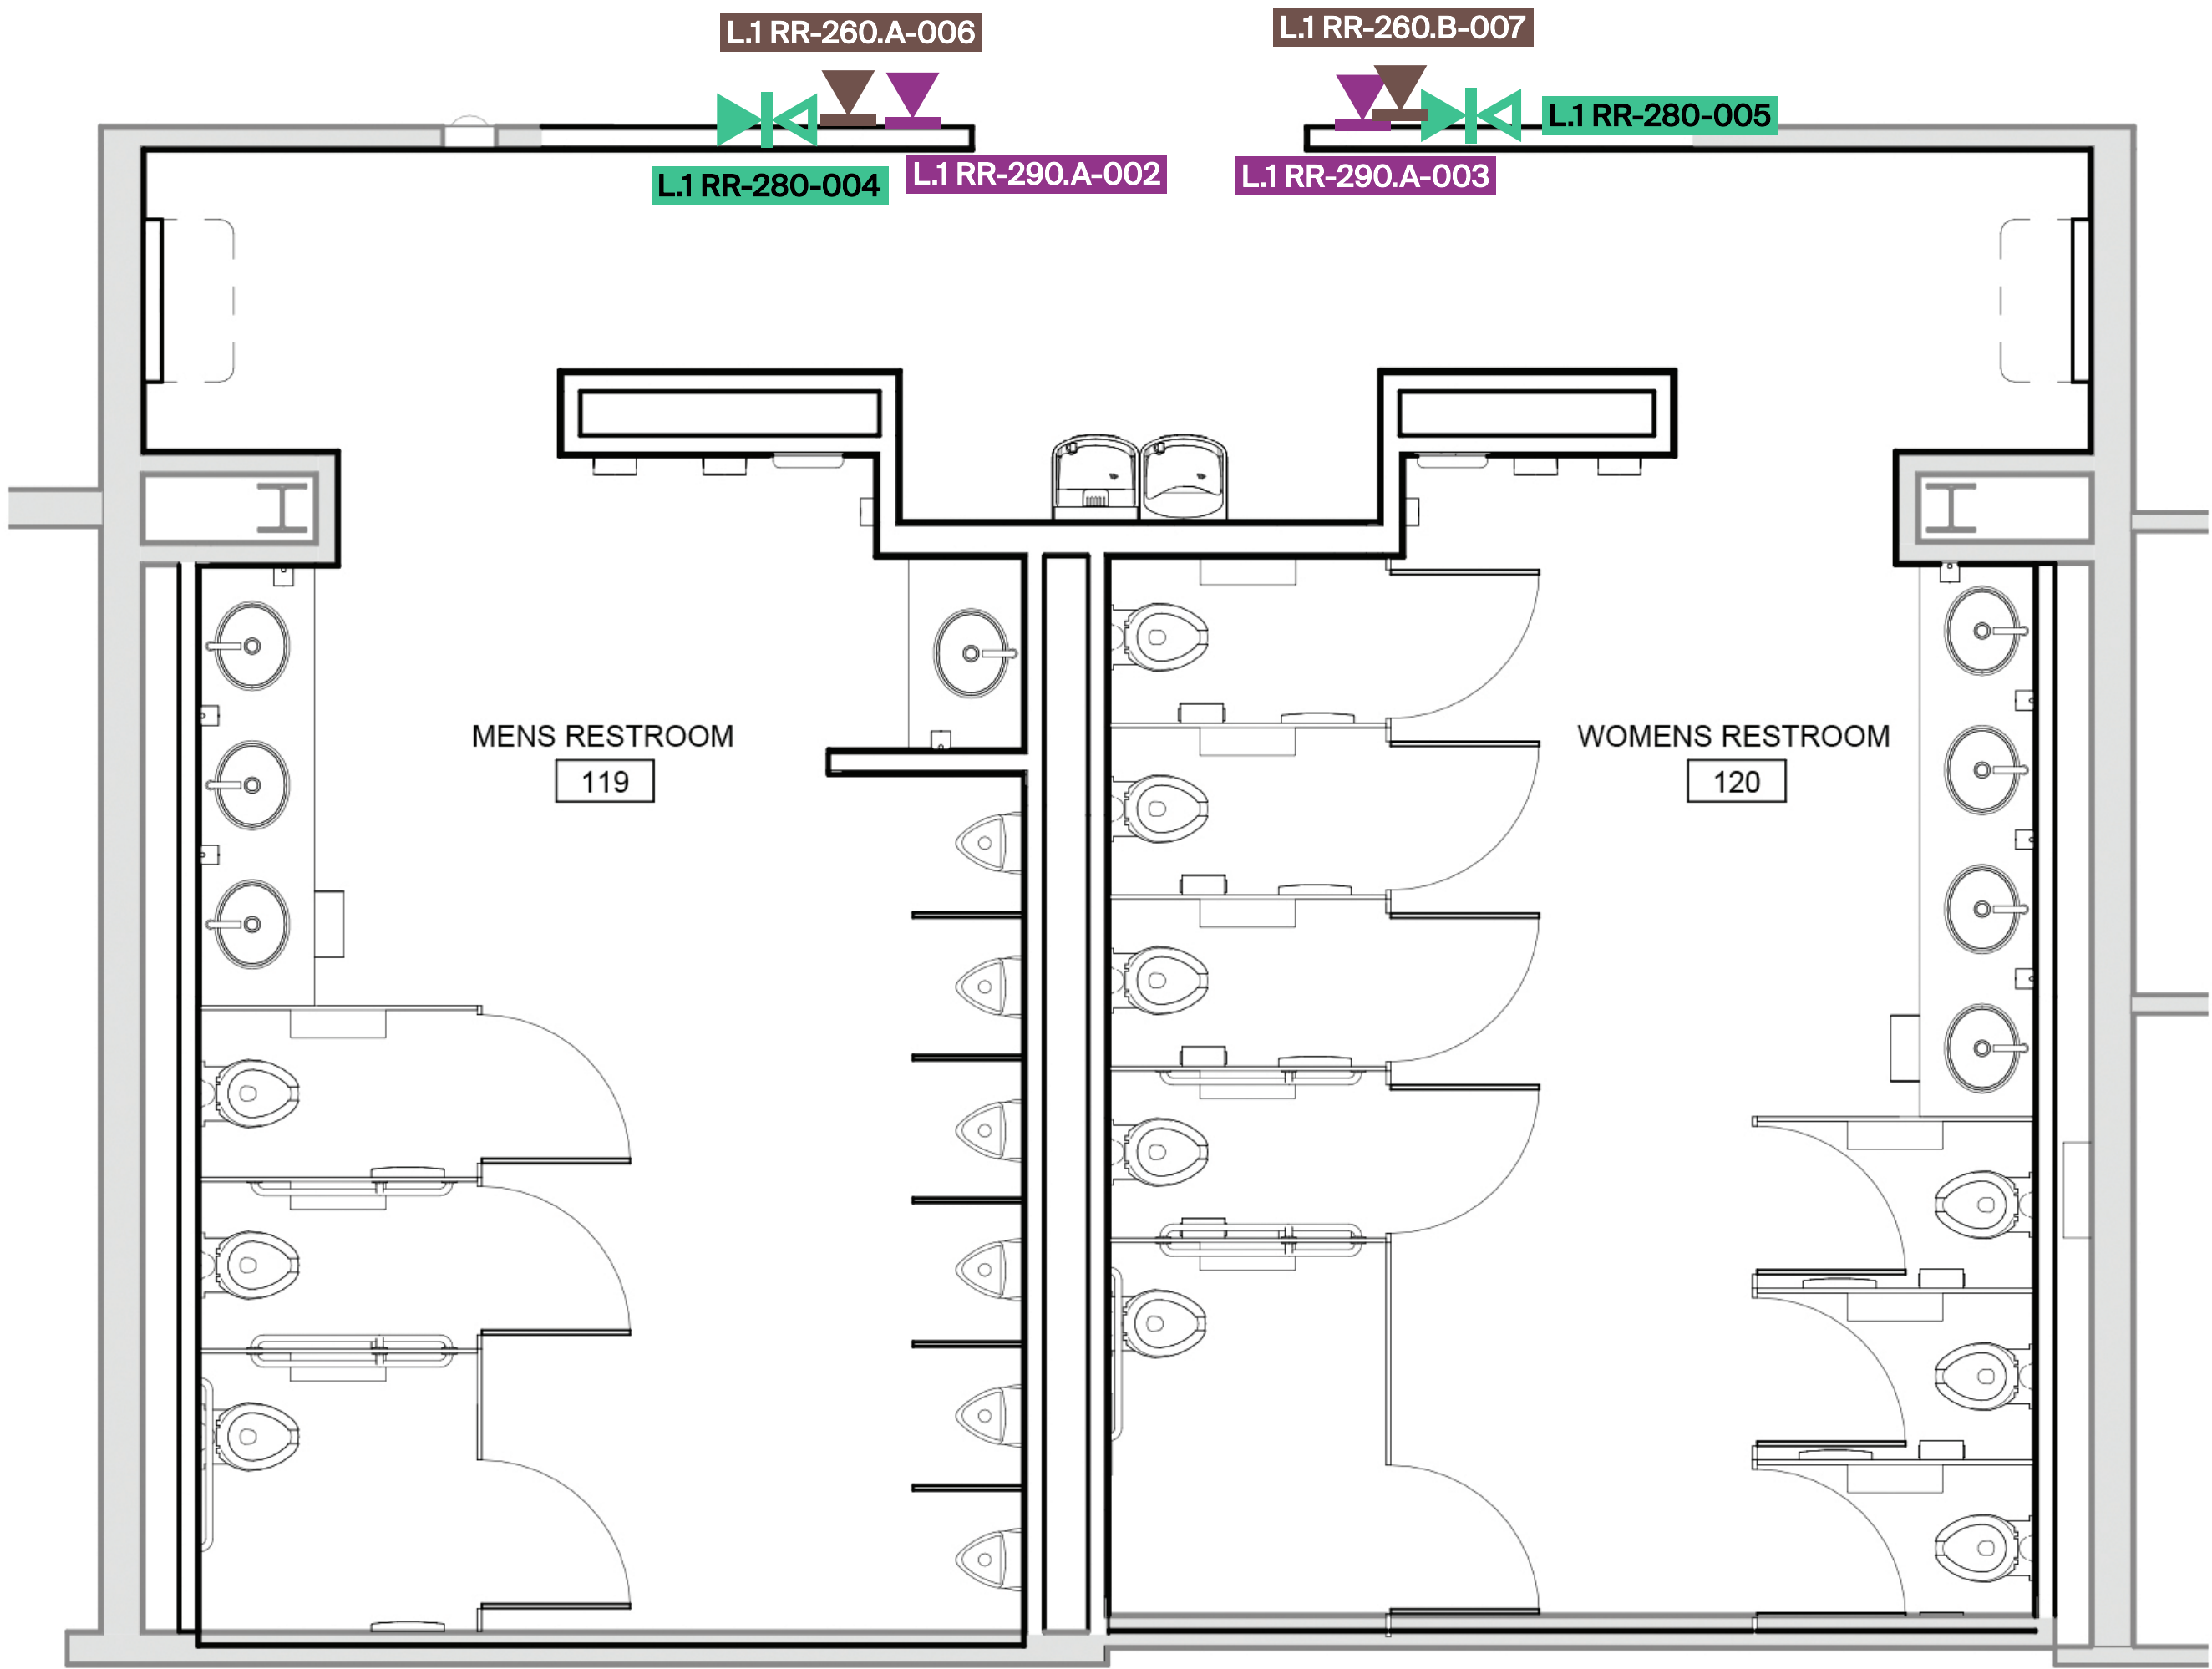 L.1 RR-260.A-006
L.1 RR-260.B-007
L.1 RR-280-005
L.1 RR-280-004
L.1 RR-290.A-002
L.1 RR-290.A-003
MENS RESTROOM
119
WOMENS RESTROOM
120